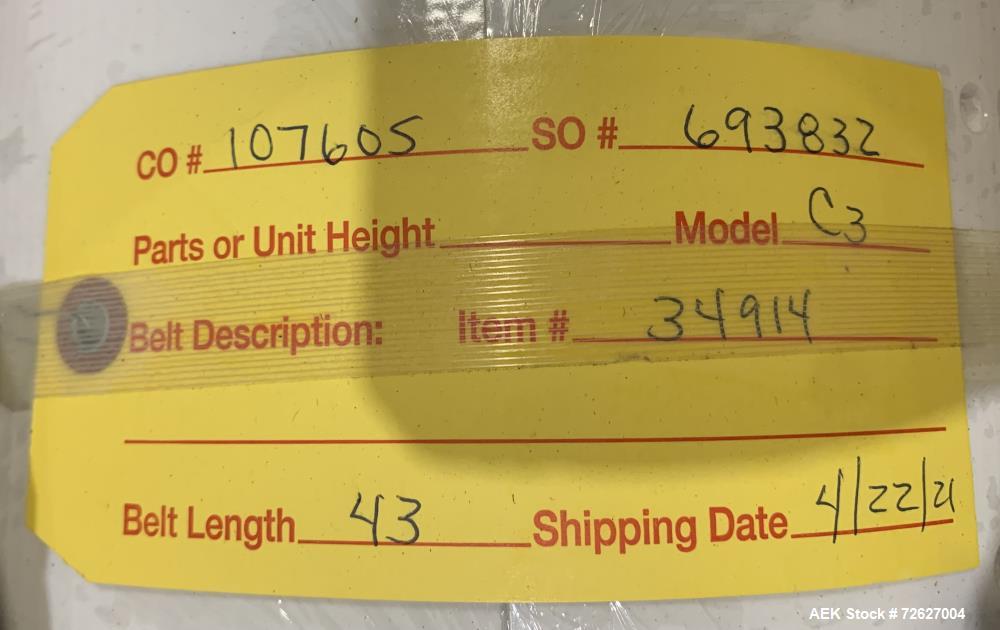 CO # 107605 SO # 693832
Parts or Unit Height Model C3
Belt Description: Item # 34914
Belt Length 43 Shipping Date 4/22/21
AEK Stock # 72627004